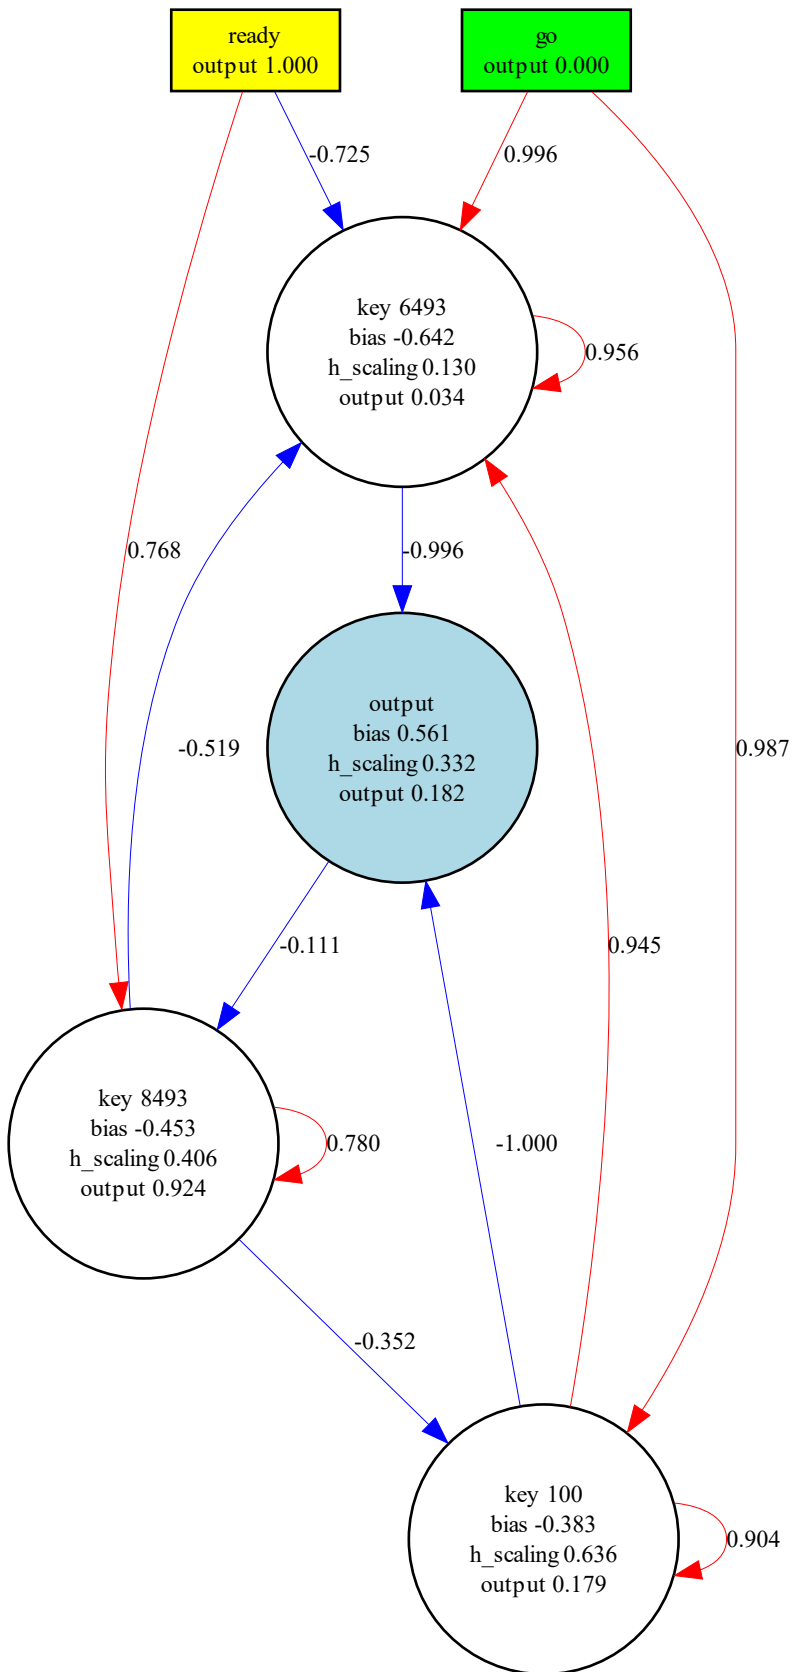 ready
output 1.000
go
output 0.000
-0.725
0.996
key 6493
bias -0.642
h_scaling 0.130
output 0.034
0.956
0.768
-0.996
output
bias 0.561
h_scaling 0.332
output 0.182
-0.519
0.987
-0.111
0.945
key 8493
bias -0.453
h_scaling 0.406
output 0.924
0.780
-1.000
-0.352
key 100
bias -0.383
h_scaling 0.636
output 0.179
0.904